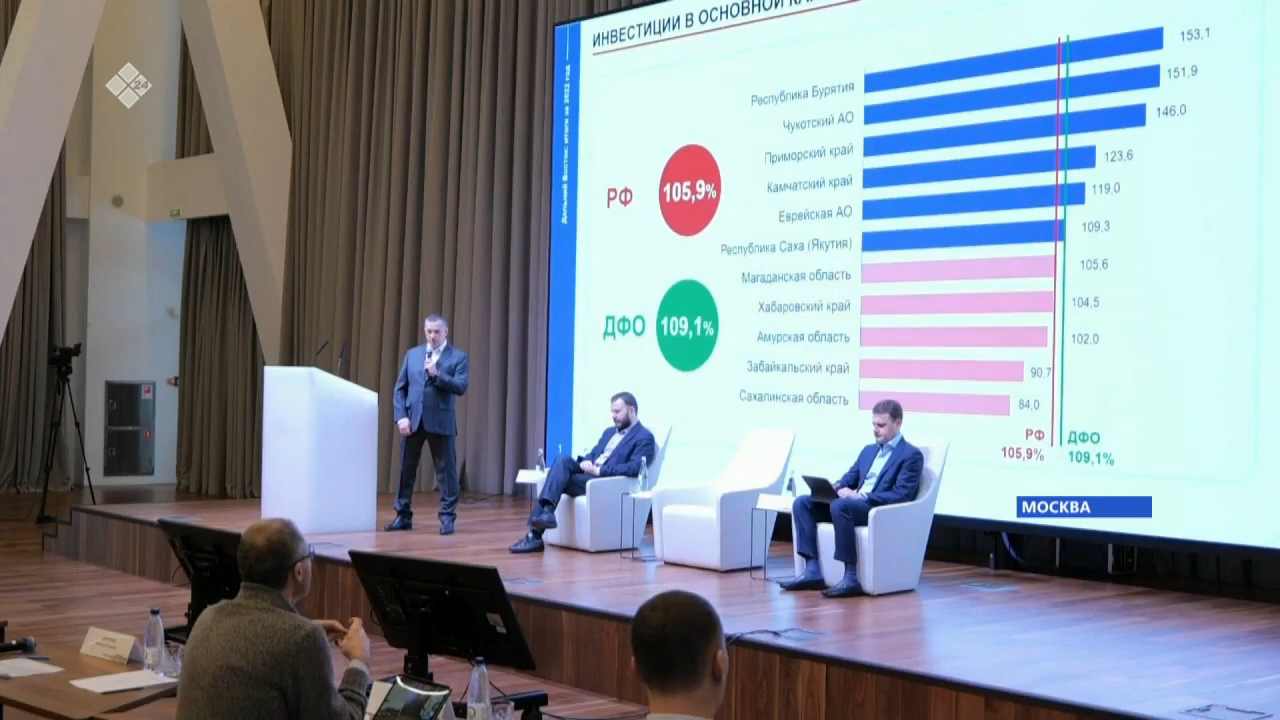 24
Дальний Восток: итоги за 2022 год
ИНВЕСТИЦИИ В ОСНОВНОЙ
РФ
105,9%
ДФО
109,1%
Республика Бурятия 153,1
Чукотский АО 151,9
Приморский край 146,0
Камчатский край 123,6
Еврейская АО 119,0
Республика Саха (Якутия) 109,3
Магаданская область 105,6
Хабаровский край 104,5
Амурская область 102,0
Забайкальский край 90,7
Сахалинская область 84,0
РФ
105,9%
ДФО
109,1%
1
МОСКВА